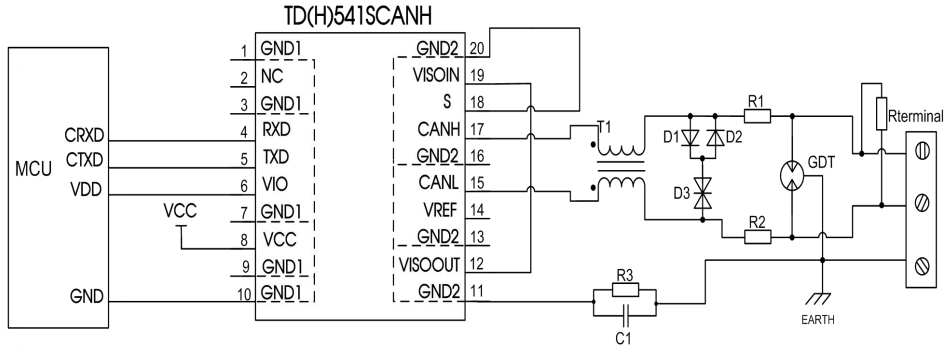 TD(H)541SCANH
1 GND1 GND2 20
2 NC VISOIN 19
3 GND1 S 18
CRXD 4 RXD CANH 17 T1 R1 Rterminal
D1 D2
CTXD 5 TXD GND2 16
MCU GDT
VDD 6 VIO CANL 15
D3
VCC 7 GND1 VREF 14
R2
8 VCC GND2 13
9 GND1 VISOOUT 12
R3
GND 10 GND1 GND2 11
EARTH
C1